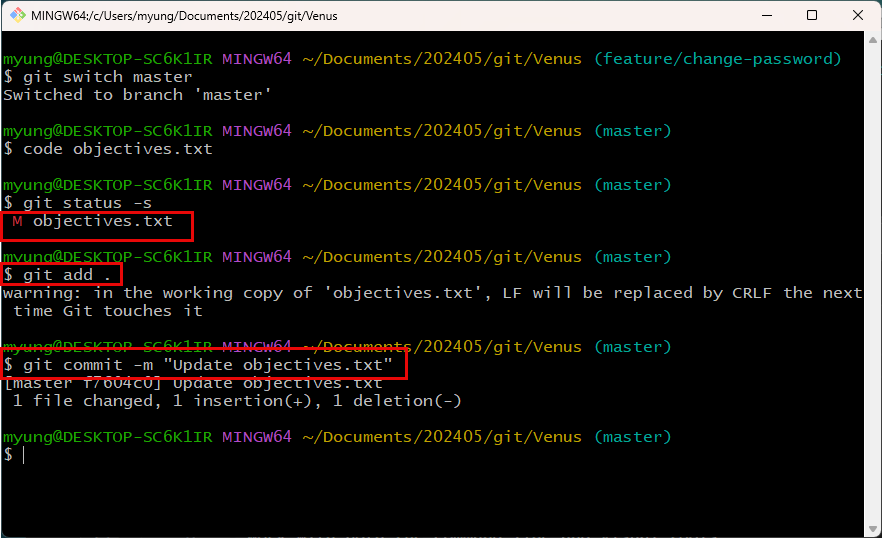 MINGW64:/c/Users/myung/Documents/202405/git/Venus
myung@DESKTOP-SC6K1IR MINGW64 ~/Documents/202405/git/Venus (feature/change-password)
$ git switch master
Switched to branch 'master'
myung@DESKTOP-SC6K1IR MINGW64 ~/Documents/202405/git/Venus (master)
$ code objectives.txt
myung@DESKTOP-SC6K1IR MINGW64 ~/Documents/202405/git/Venus (master)
$ git status -s
M objectives.txt
myung@DESKTOP-SC6K1IR MINGW64 ~/Documents/202405/git/Venus (master)
$ git add .
warning: in the working copy of 'objectives.txt', LF will be replaced by CRLF the next
time Git touches it
myung@DESKTOP-SC6K1IR MINGW64 ~/Documents/202405/git/Venus (master)
$ git commit -m "Update objectives.txt"
[master f7604c0] Update objectives.txt
1 file changed, 1 insertion(+), 1 deletion(-)
myung@DESKTOP-SC6K1IR MINGW64 ~/Documents/202405/git/Venus (master)
$